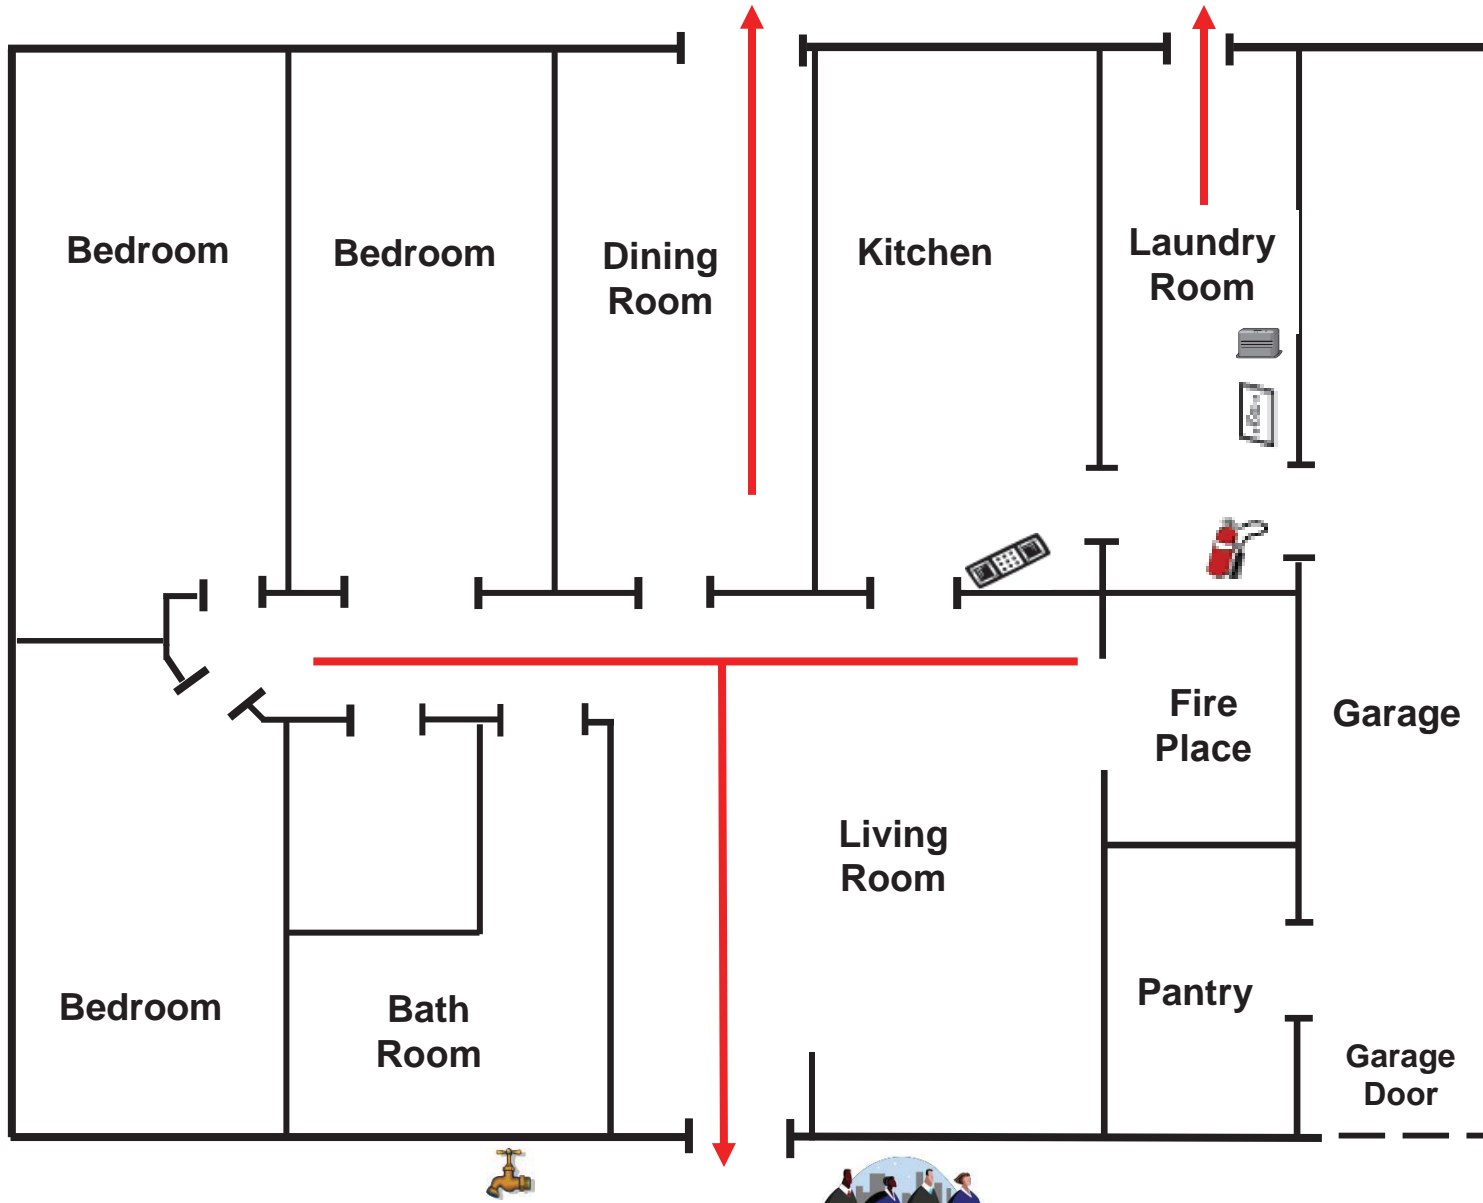 Bedroom
Bedroom
Dining
Room
Kitchen
Laundry
Room
Fire
Place
Garage
Living
Room
Bedroom
Bath
Room
Pantry
Garage
Door